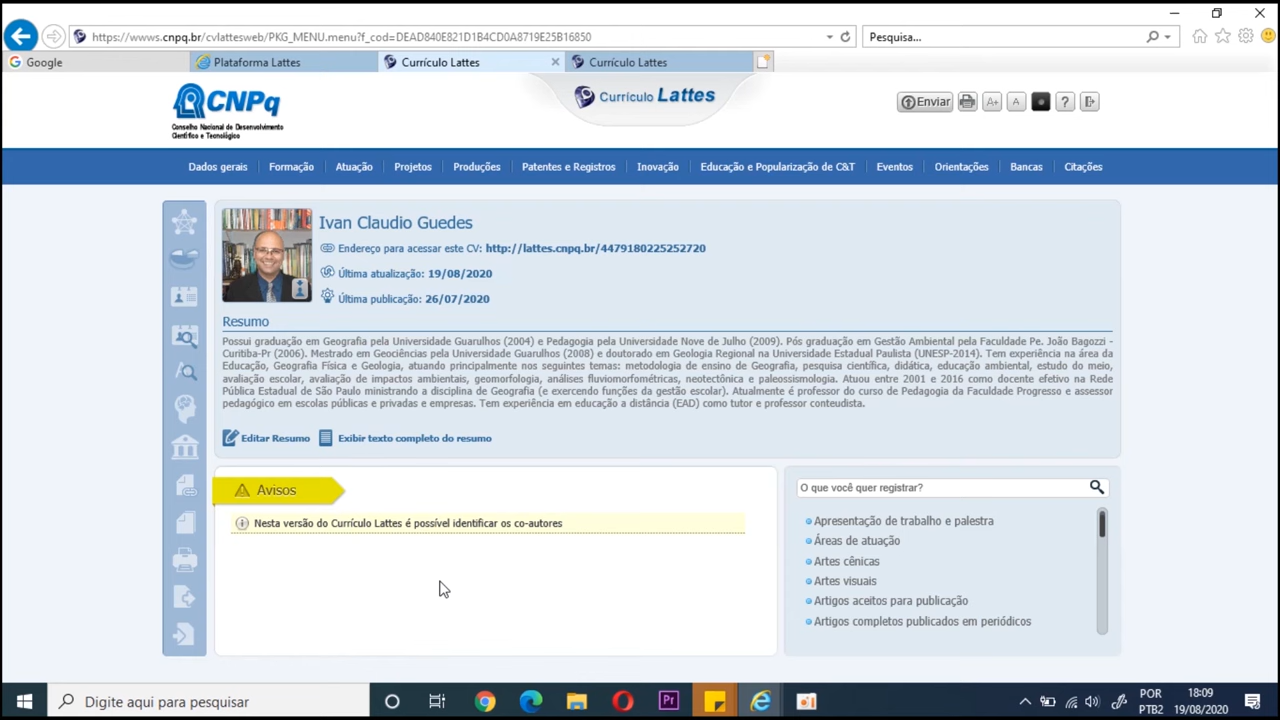 https://wwws.cnpq.br/cvlattesweb/PKG_MENU.menu?f_cod=DEAD840E821D1B4CD0A8719E25B16850
Pesquisa...
Google
Plataforma Lattes
Currículo Lattes
Currículo Lattes
CNPq
Conselho Nacional de Desenvolvimento
Científico e Tecnológico
Currículo Lattes
Enviar
A+
A
?
Dados gerais
Formação
Atuação
Projetos
Produções
Patentes e Registros
Inovação
Educação e Popularização de C&T
Eventos
Orientações
Bancas
Citações
Ivan Claudio Guedes
Endereço para acessar este CV: http://lattes.cnpq.br/4479180225252720
Última atualização: 19/08/2020
Última publicação: 26/07/2020
Resumo
Possui graduação em Geografia pela Universidade Guarulhos (2004) e Pedagogia pela Universidade Nove de Julho (2009). Pós graduação em Gestão Ambiental pela Faculdade Pe. João Bagozzi -
Curitiba-Pr (2006). Mestrado em Geociências pela Universidade Guarulhos (2008) e doutorado em Geologia Regional na Universidade Estadual Paulista (UNESP-2014). Tem experiência na área da
Educação, Geografia Física e Geologia, atuando principalmente nos seguintes temas: metodologia de ensino de Geografia, pesquisa científica, didática, educação ambiental, estudo do meio,
avaliação escolar, avaliação de impactos ambientais, geomorfologia, análises fluviomorfométricas, neotectônica e paleossismologia. Atuou entre 2001 e 2016 como docente efetivo na Rede
Pública Estadual de São Paulo ministrando a disciplina de Geografia (e exercendo funções da gestão escolar). Atualmente é professor do curso de Pedagogia da Faculdade Progresso e assessor
pedagógico em escolas públicas e privadas e empresas. Tem experiência em educação a distância (EAD) como tutor e professor conteudista.
Editar Resumo
Exibir texto completo do resumo
Avisos
Nesta versão do Currículo Lattes é possível identificar os co-autores
O que você quer registrar?
Apresentação de trabalho e palestra
Áreas de atuação
Artes cênicas
Artes visuais
Artigos aceitos para publicação
Artigos completos publicados em periódicos
Digite aqui para pesquisar
Pr
POR
PTB2
18:09
19/08/2020